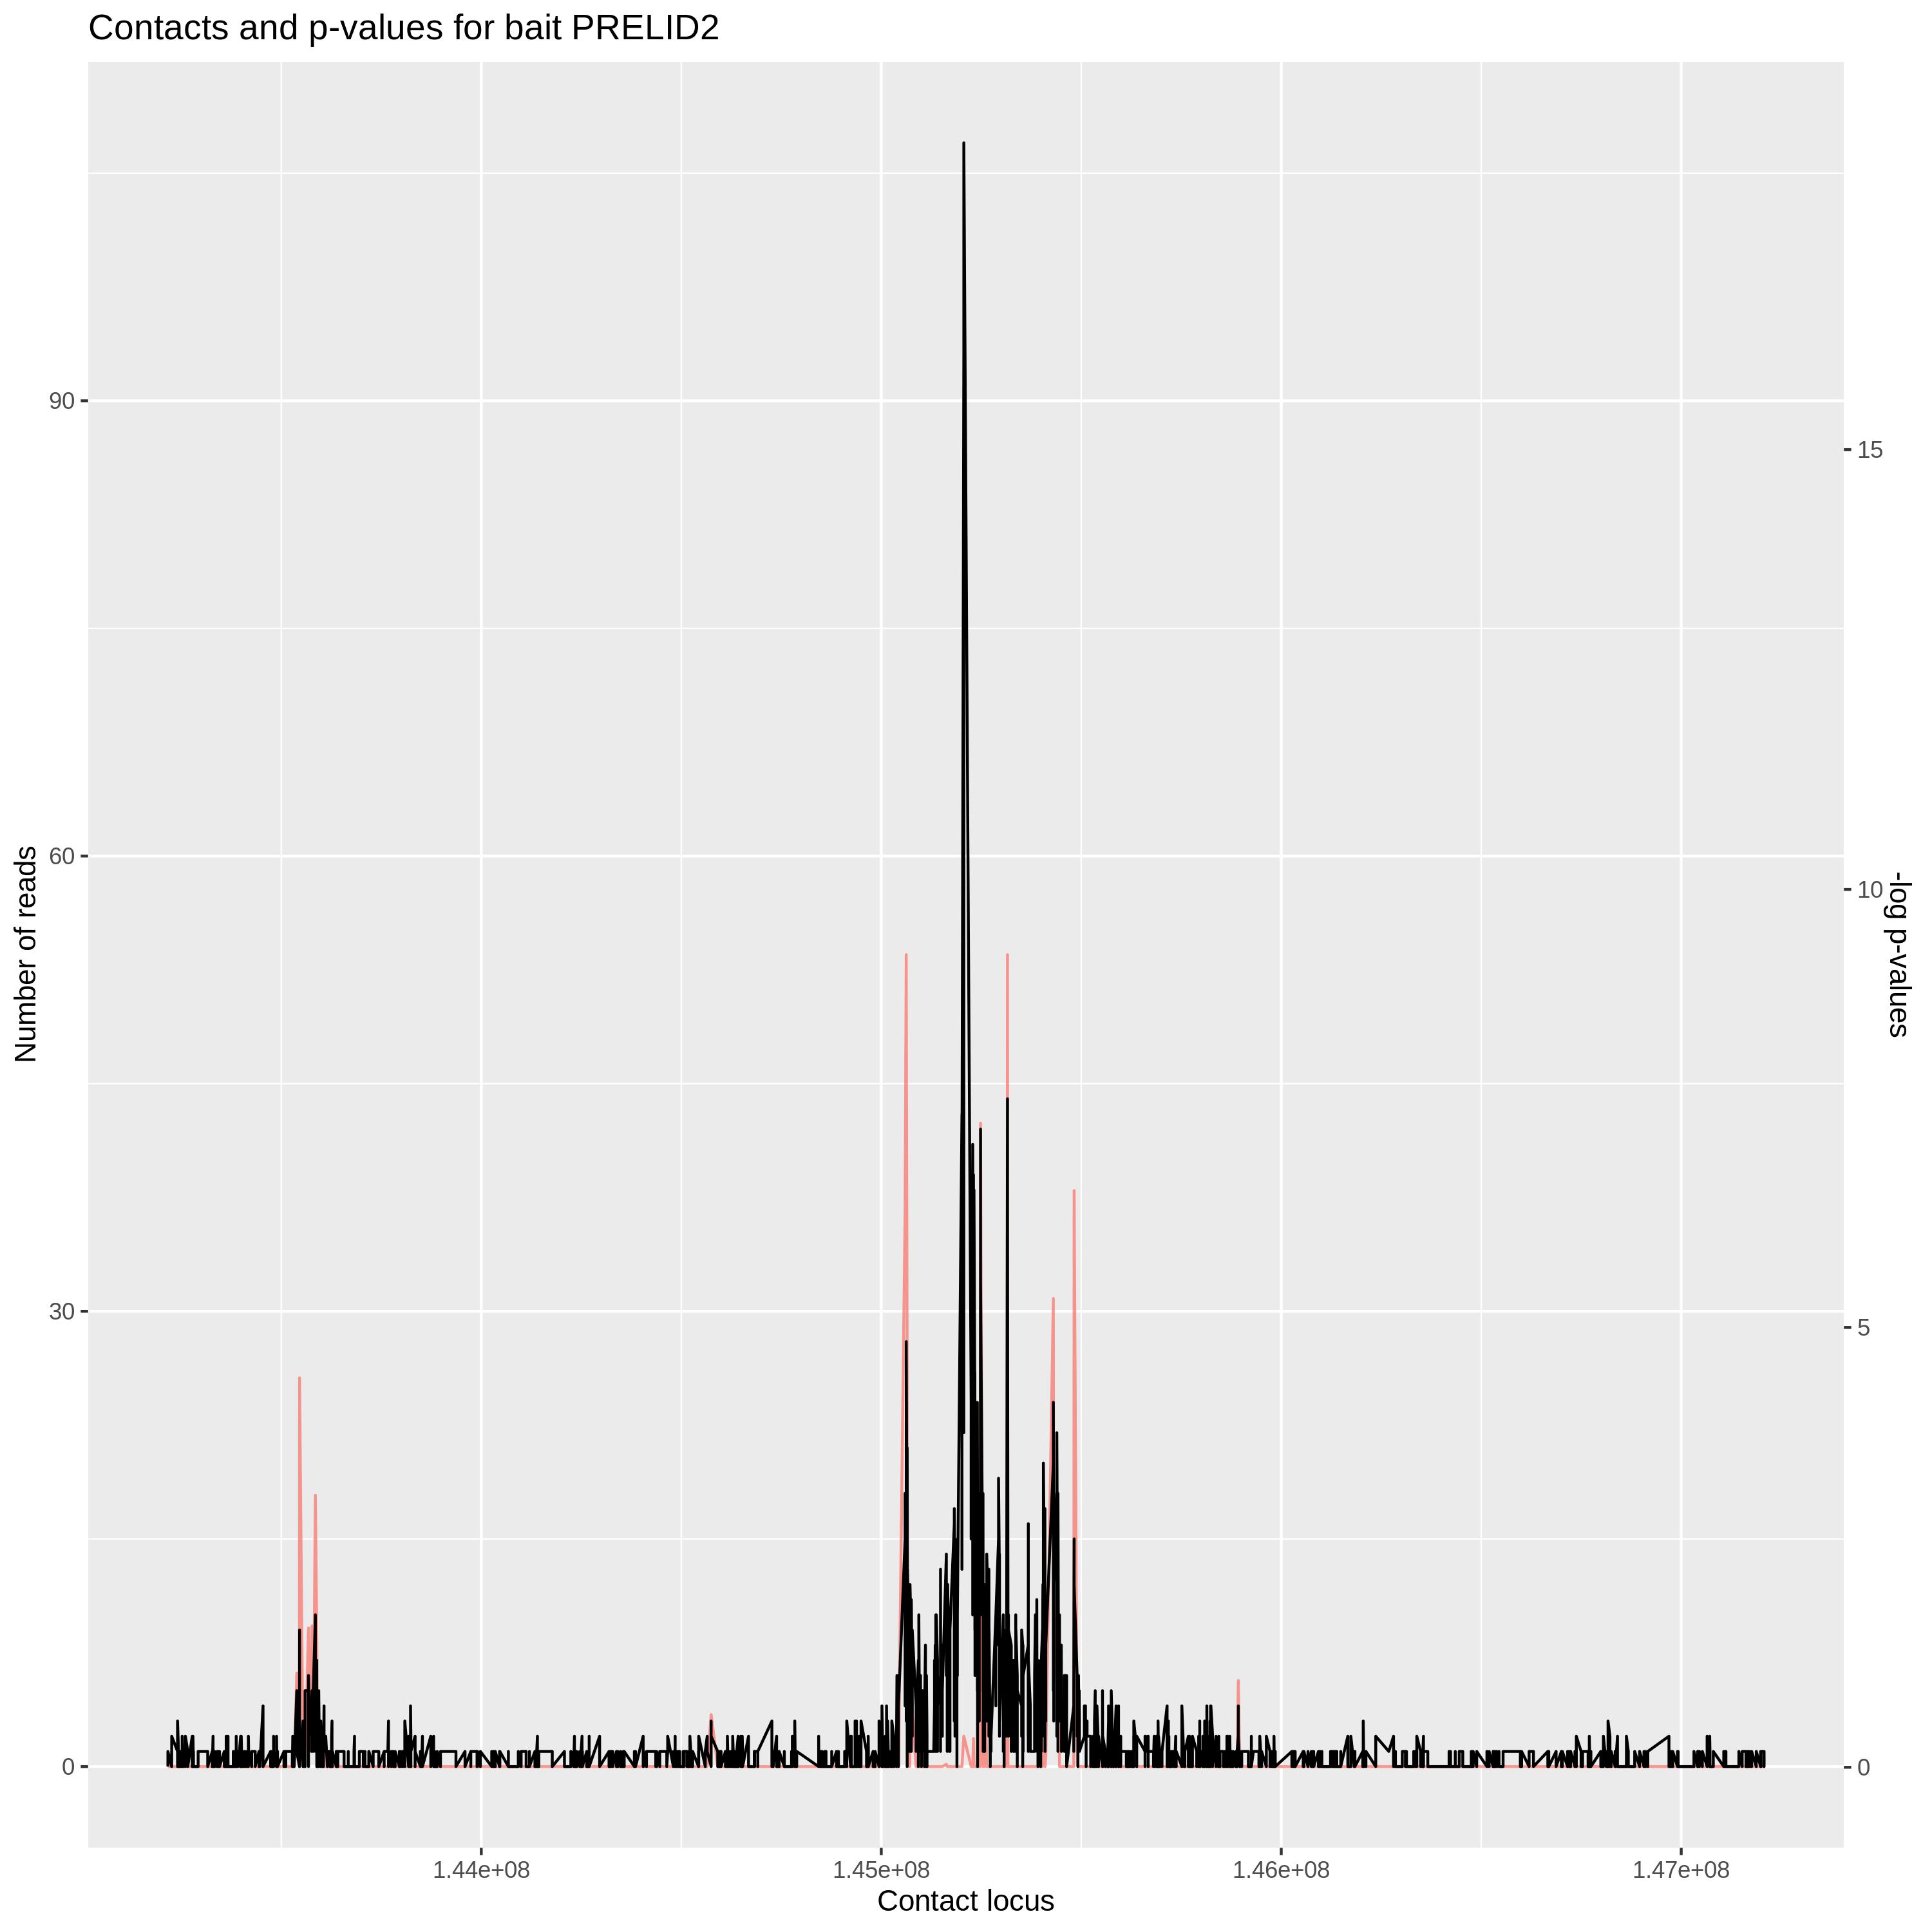 Contacts and p-values for bait PRELID2
90
60
30
0
15
10
5
0
Number of reads
-log p-values
1.44e+08
1.45e+08
1.46e+08
1.47e+08
Contact locus